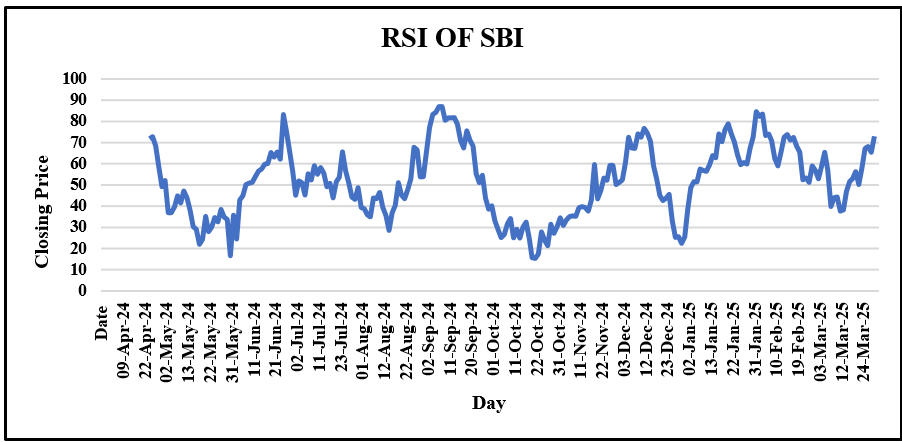 RSI OF SBI
Closing Price
100
90
80
70
60
50
40
30
20
10
0
Date
09-Apr-24
22-Apr-24
02-May-24
13-May-24
22-May-24
31-May-24
11-Jun-24
21-Jun-24
02-Jul-24
12-Jul-24
23-Jul-24
01-Aug-24
12-Aug-24
22-Aug-24
02-Sep-24
11-Sep-24
20-Sep-24
01-Oct-24
10-Oct-24
22-Oct-24
31-Oct-24
11-Nov-24
22-Nov-24
03-Dec-24
12-Dec-24
23-Dec-24
02-Jan-25
13-Jan-25
22-Jan-25
31-Jan-25
10-Feb-25
19-Feb-25
03-Mar-25
12-Mar-25
24-Mar-25
Day